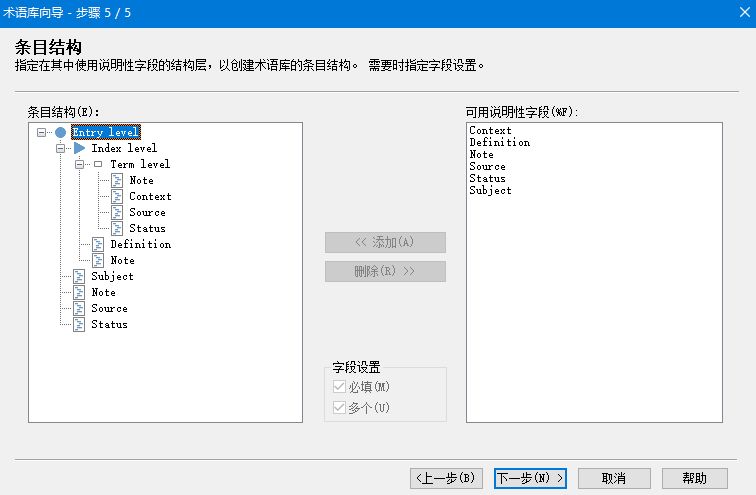 术语库向导 - 步骤 5 / 5
条目结构
指定在其中使用说明性字段的结构层，以创建术语库的条目结构。 需要时指定字段设置。
条目结构(E):
Entry level
Index level
Term level
Note
Context
Source
Status
Definition
Note
Subject
Note
Source
Status
<< 添加(A)
删除(R) >>
字段设置
必填(M)
多个(U)
可用说明性字段(%F):
Context
Definition
Note
Source
Status
Subject
<上一步(B)
下一步(N) >
取消
帮助